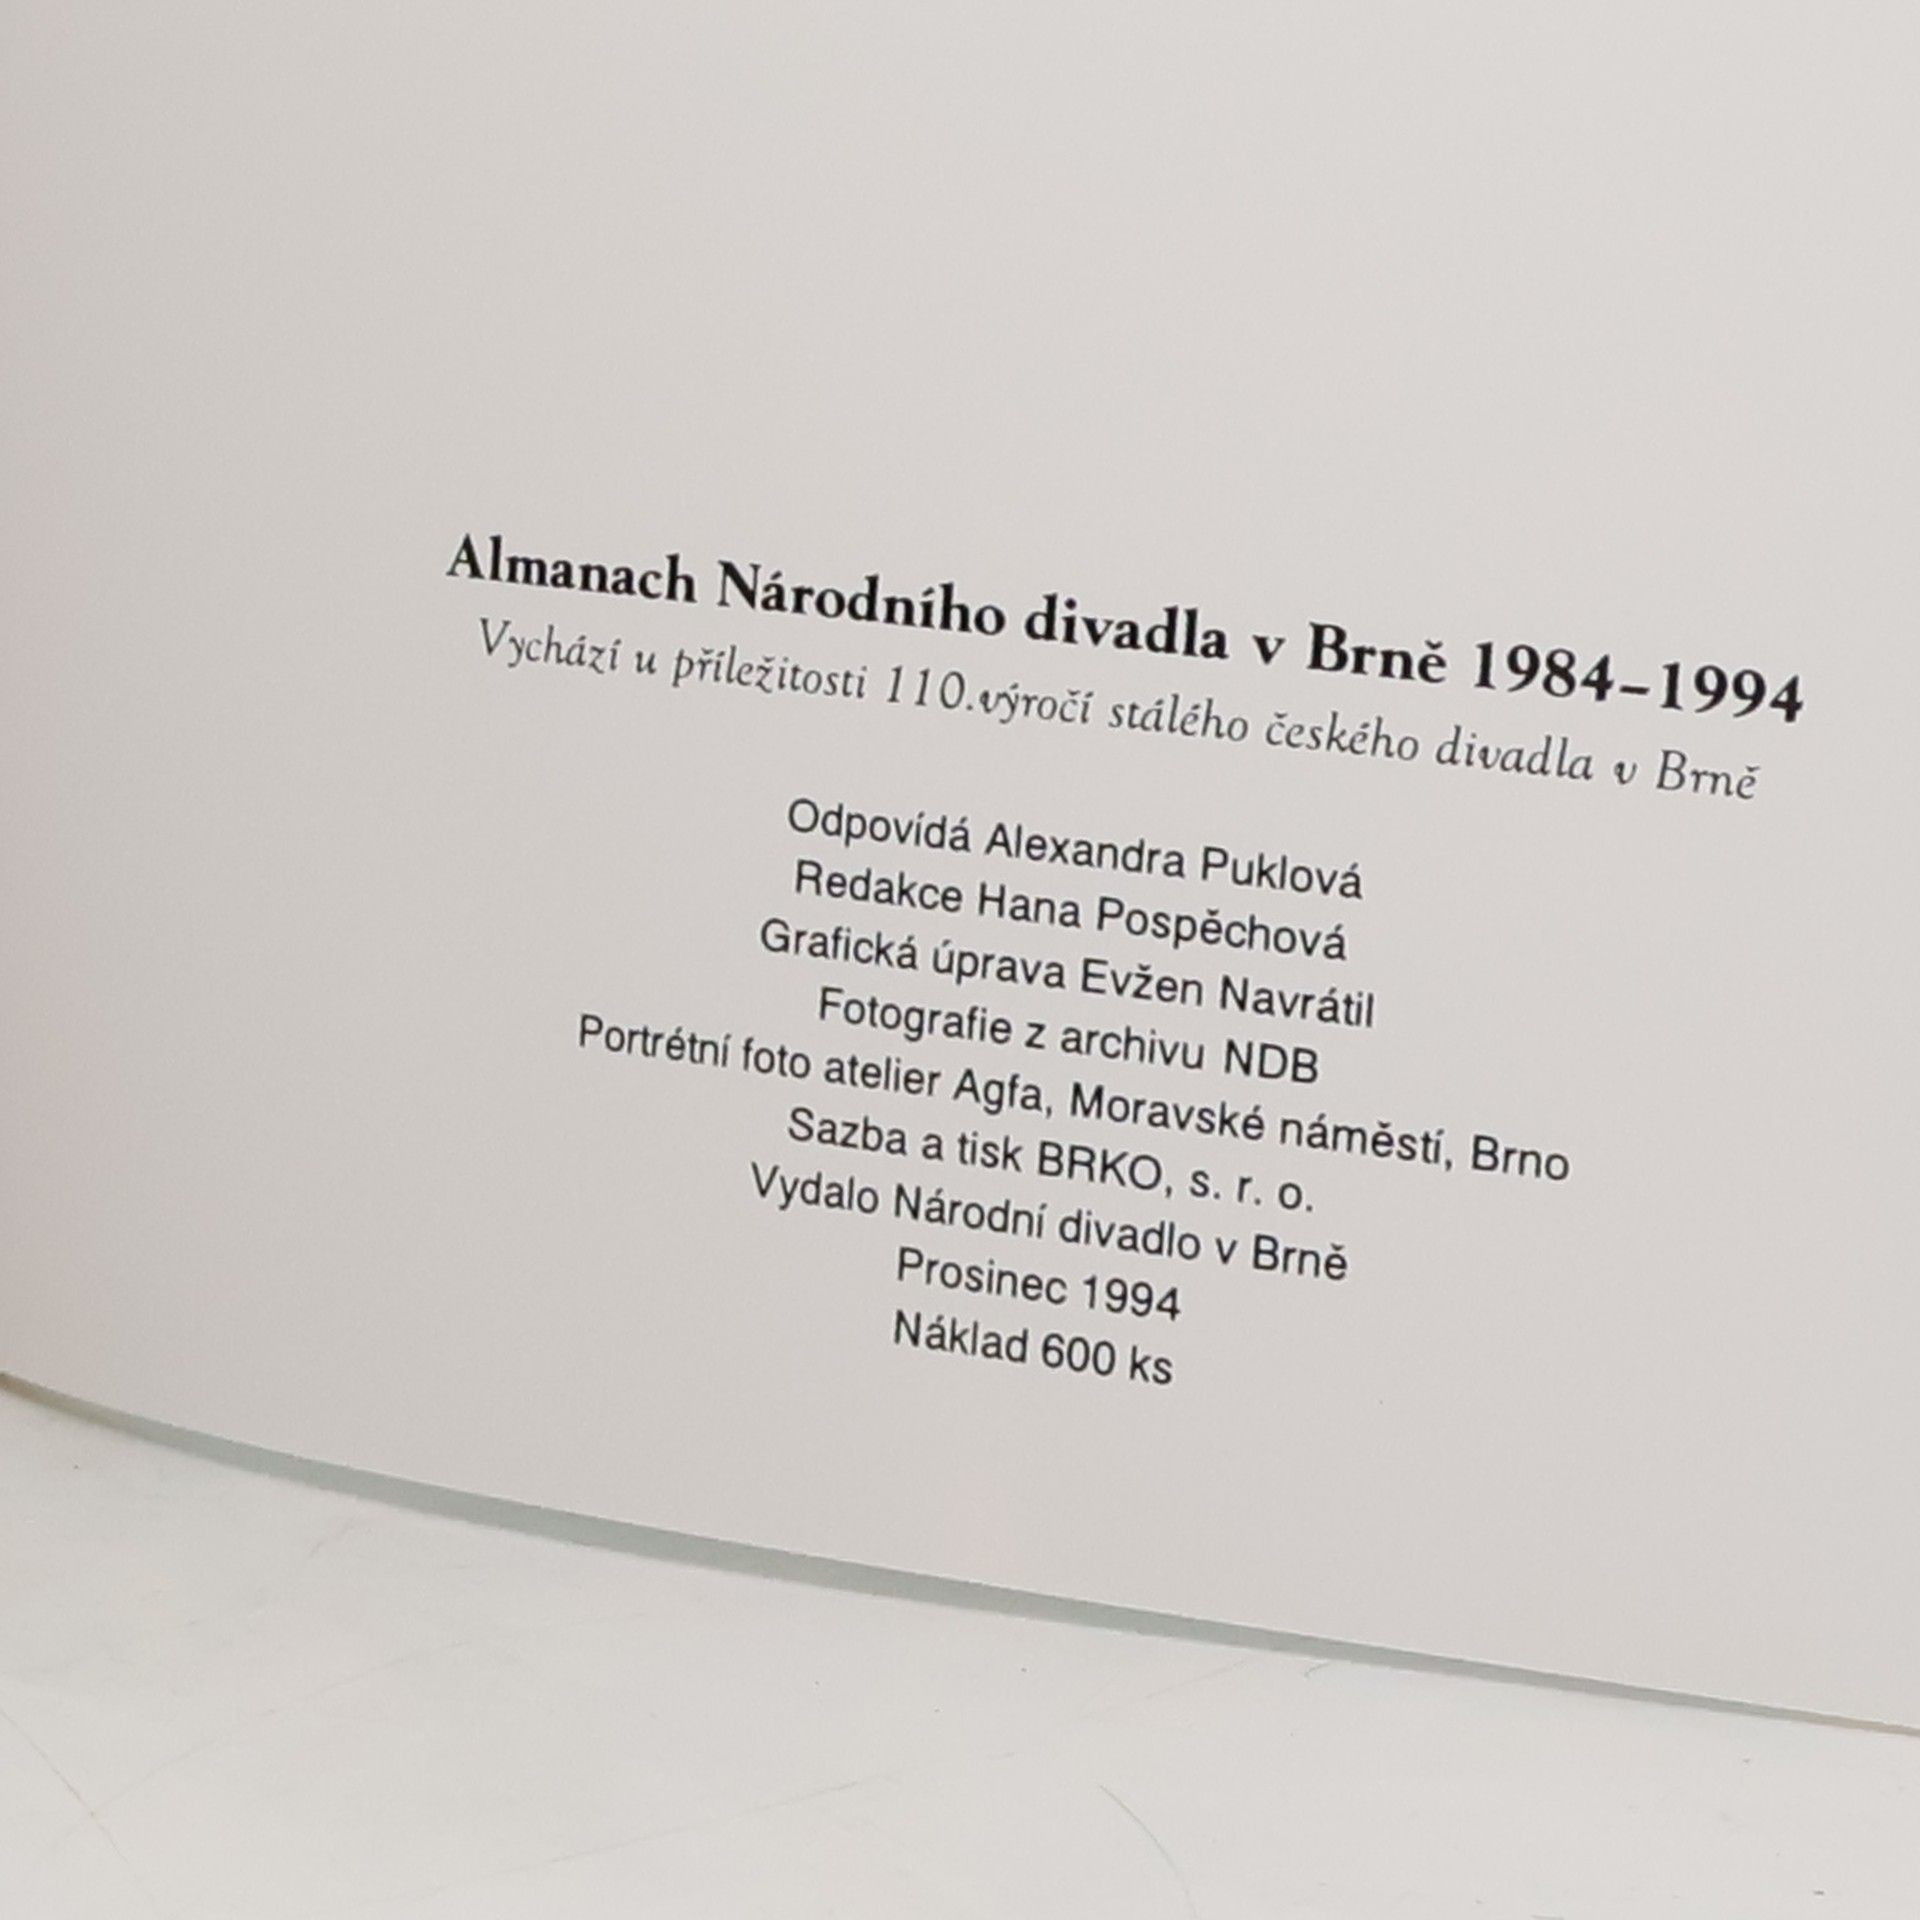 Almanach Národního divadla v Brně 1984–1994
Vychází u příležitosti 110.výročí stálého českého divadla v Brně
Odpovídá Alexandra Puklová
Redakce Hana Pospěchová
Grafická úprava Evžen Navrátil
Fotografie z archivu NDB
Portrétní foto atelier Agfa, Moravské náměstí, Brno
Sazba a tisk BRKO, s. r. o.
Vydalo Národní divadlo v Brně
Prosinec 1994
Náklad 600 ks